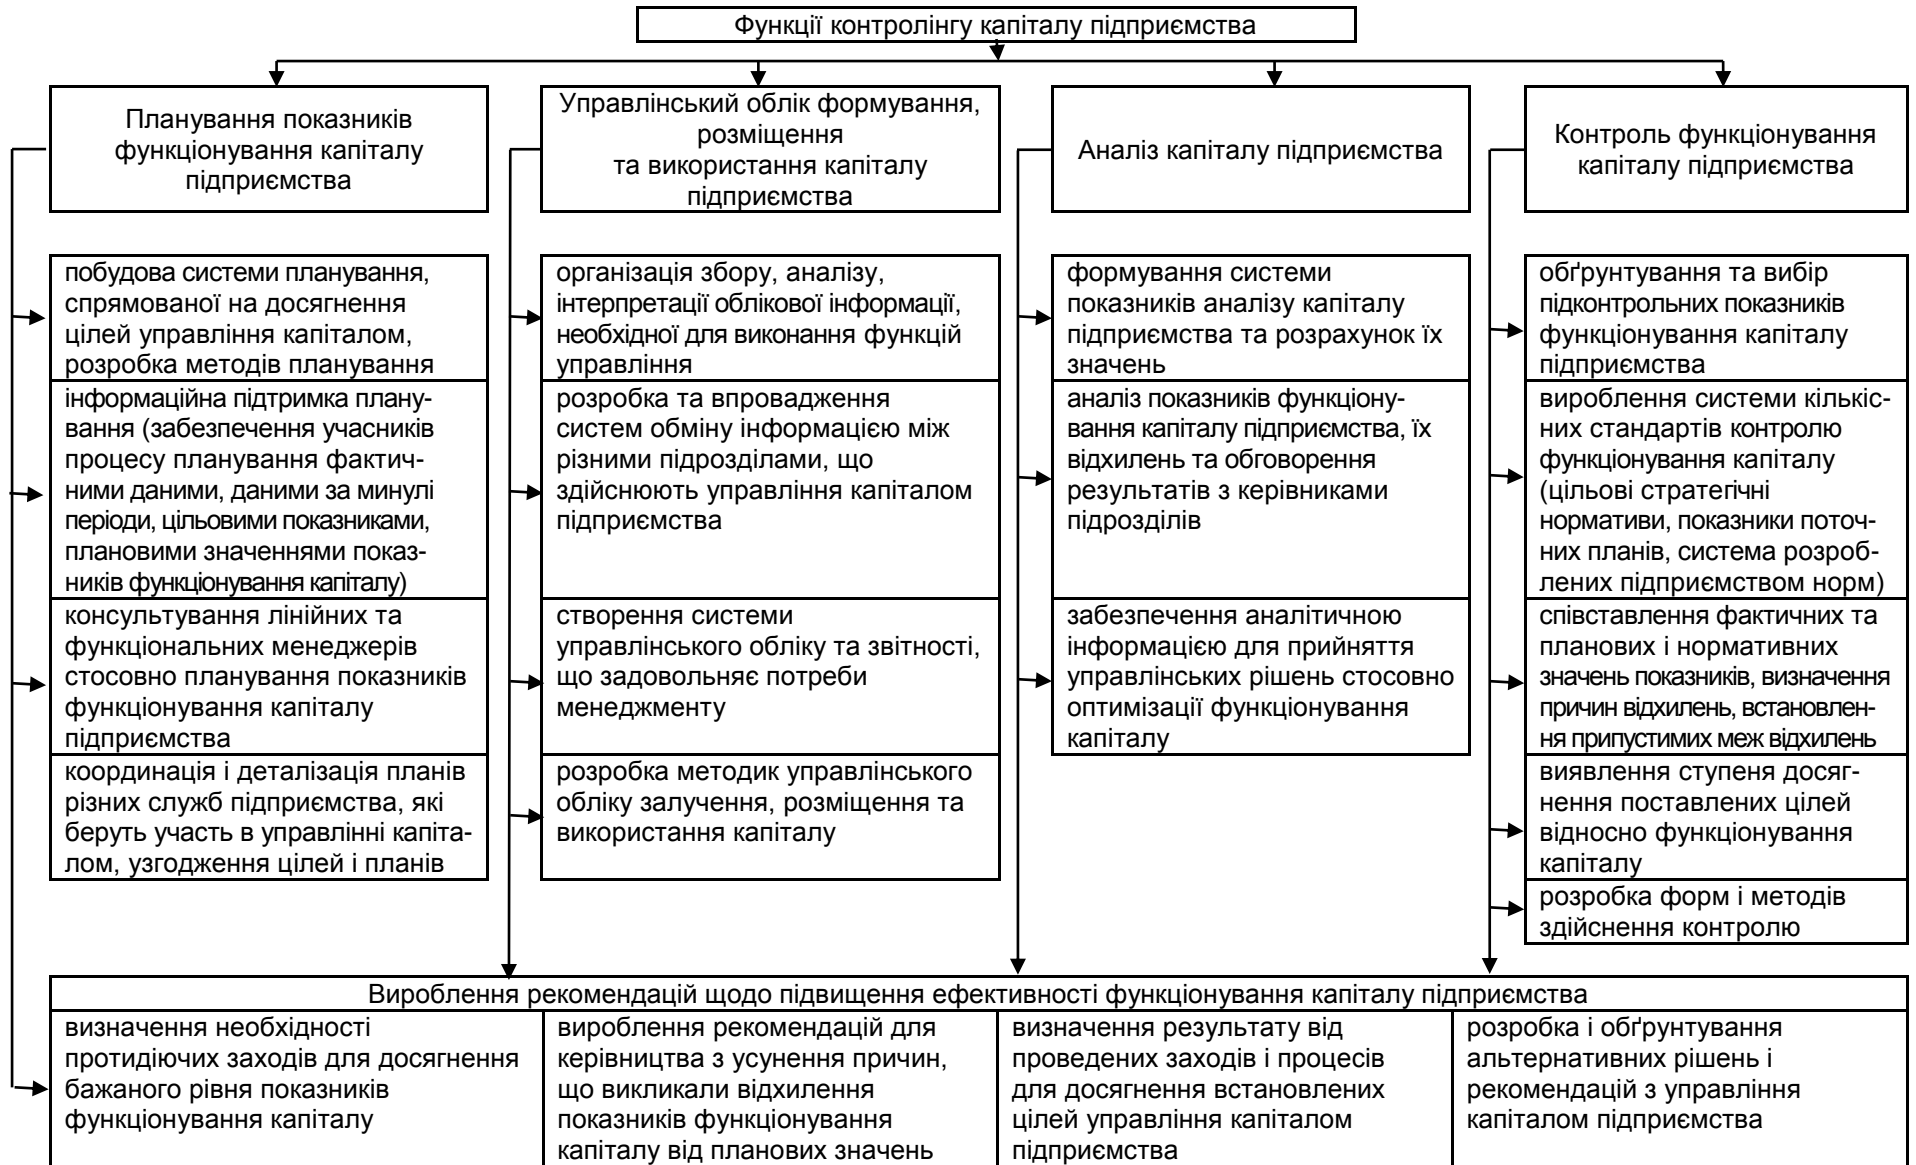 Функції контролінгу капіталу підприємства
Планування показників
функціонування капіталу
підприємства
Управлінський облік формування,
розміщення
та використання капіталу
підприємства
Аналіз капіталу підприємства
Контроль функціонування
капіталу підприємства
побудова системи планування,
спрямованої на досягнення
цілей управління капіталом,
розробка методів планування
інформаційна підтримка плану-
вання (забезпечення учасників
процесу планування фактич-
ними даними, даними за минулі
періоди, цільовими показниками,
плановими значеннями показ-
ників функціонування капіталу)
консультування лінійних та
функціональних менеджерів
стосовно планування показників
функціонування капіталу
підприємства
координація і деталізація планів
різних служб підприємства, які
беруть участь в управлінні капіта-
лом, узгодження цілей і планів
організація збору, аналізу,
інтерпретації облікової інформації,
необхідної для виконання функцій
управління
розробка та впровадження
систем обміну інформацією між
різними підрозділами, що
здійснюють управління капіталом
підприємства
створення системи
управлінського обліку та звітності,
що задовольняє потреби
менеджменту
розробка методик управлінського
обліку залучення, розміщення та
використання капіталу
формування системи
показників аналізу капіталу
підприємства та розрахунок їх
значень
аналіз показників функціону-
вання капіталу підприємства, їх
відхилень та обговорення
результатів з керівниками
підрозділів
забезпечення аналітичною
інформацією для прийняття
управлінських рішень стосовно
оптимізації функціонування
капіталу
обґрунтування та вибір
підконтрольних показників
функціонування капіталу
підприємства
вироблення системи кількіс-
них стандартів контролю
функціонування капіталу
(цільові стратегічні
нормативи, показники поточ-
них планів, система розроб-
лених підприємством норм)
співставлення фактичних та
планових і нормативних
значень показників, визначення
причин відхилень, встановлен-
ня припустимих меж відхилень
виявлення ступеня досяг-
нення поставлених цілей
відносно функціонування
капіталу
розробка форм і методів
здійснення контролю
Вироблення рекомендацій щодо підвищення ефективності функціонування капіталу підприємства
визначення необхідності
протидіючих заходів для досягнення
бажаного рівня показників
функціонування капіталу
вироблення рекомендацій для
керівництва з усунення причин,
що викликали відхилення
показників функціонування
капіталу від планових значень
визначення результату від
проведених заходів і процесів
для досягнення встановлених
цілей управління капіталом
підприємства
розробка і обґрунтування
альтернативних рішень і
рекомендацій з управління
капіталом підприємства